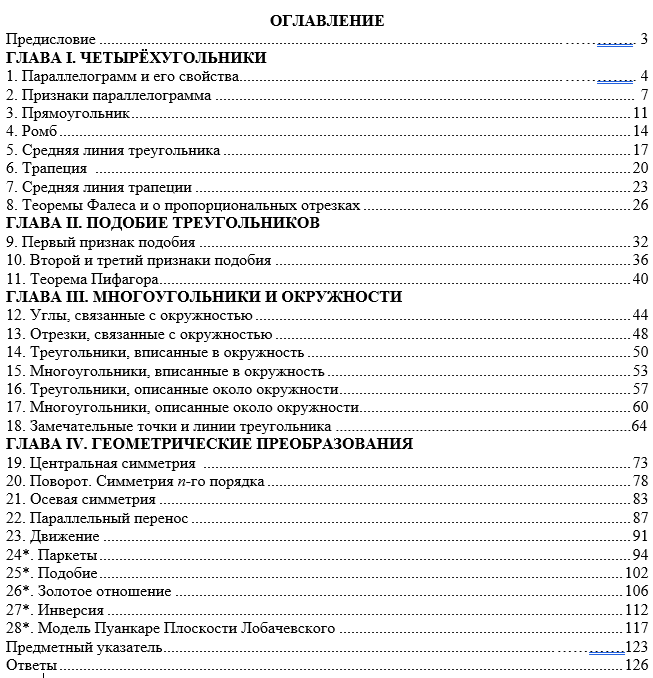 ОГЛАВЛЕНИЕ
Предисловие ........ 3
ГЛАВА I. ЧЕТЫРЁХУГОЛЬНИКИ
1. Параллелограмм и его свойства........ 4
2. Признаки параллелограмма ........ 7
3. Прямоугольник........ 11
4. Ромб........ 14
5. Средняя линия треугольника ........ 17
6. Трапеция ........ 20
7. Средняя линия трапеции ........ 23
8. Теоремы Фалеса и о пропорциональных отрезках ........ 26
ГЛАВА II. ПОДОБИЕ ТРЕУГОЛЬНИКОВ
9. Первый признак подобия ........ 32
10. Второй и третий признаки подобия ........ 36
11. Теорема Пифагора........ 40
ГЛАВА III. МНОГОУГОЛЬНИКИ И ОКРУЖНОСТИ
12. Углы, связанные с окружностью ........ 44
13. Отрезки, связанные с окружностью ........ 48
14. Треугольники, вписанные в окружность ........ 50
15. Многоугольники, вписанные в окружность ........ 53
16. Треугольники, описанные около окружности........ 57
17. Многоугольники, описанные около окружности........ 60
18. Замечательные точки и линии треугольника ........ 64
ГЛАВА IV. ГЕОМЕТРИЧЕСКИЕ ПРЕОБРАЗОВАНИЯ
19. Центральная симметрия ........ 73
20. Поворот. Симметрия n-го порядка ........ 78
21. Осевая симметрия ........ 83
22. Параллельный перенос ........ 87
23. Движение ........ 91
24*. Паркеты ........ 94
25*. Подобие ........ 102
26*. Золотое отношение ........ 106
27*. Инверсия ........ 112
28*. Модель Пуанкаре Плоскости Лобачевского ........ 117
Предметный указатель........ 123
Ответы ........ 126